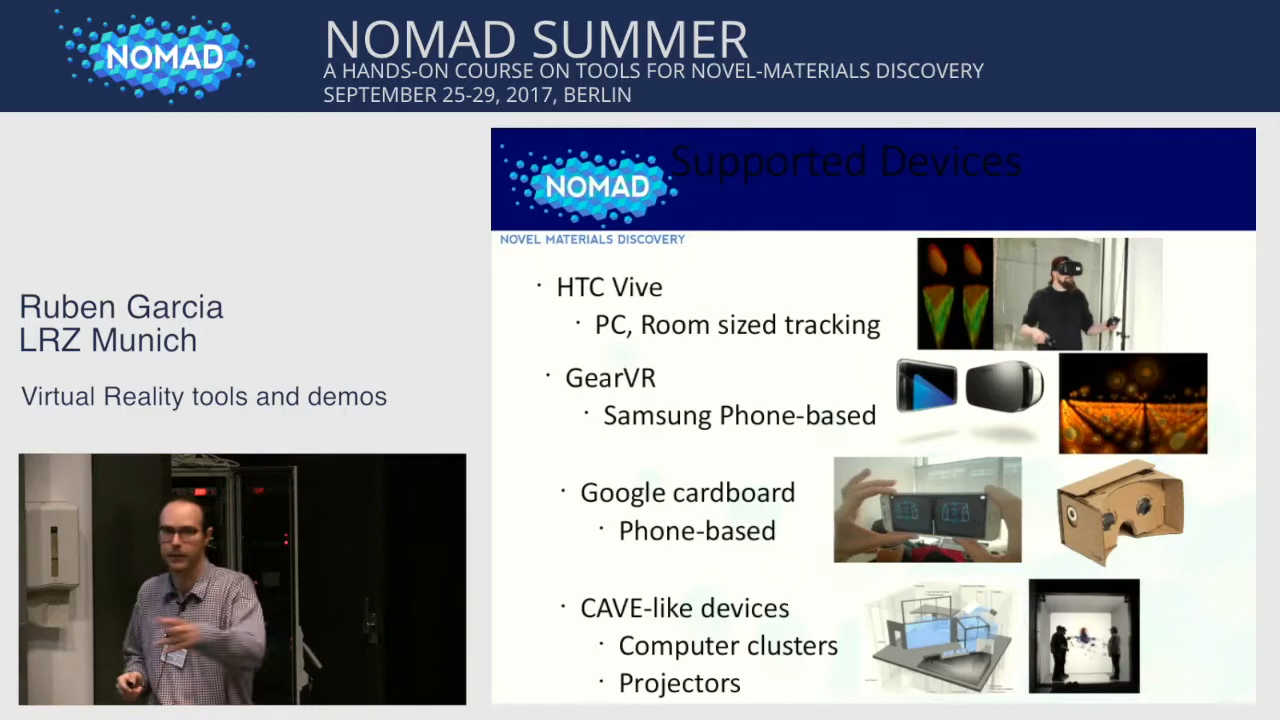 NOMAD
NOMAD SUMMER
A HANDS-ON COURSE ON TOOLS FOR NOVEL-MATERIALS DISCOVERY
SEPTEMBER 25-29, 2017, BERLIN
Ruben Garcia
LRZ Munich
Virtual Reality tools and demos
Supported Devices
NOMAD
NOVEL MATERIALS DISCOVERY
· HTC Vive
· PC, Room sized tracking
· GearVR
· Samsung Phone-based
· Google cardboard
· Phone-based
· CAVE-like devices
· Computer clusters
· Projectors